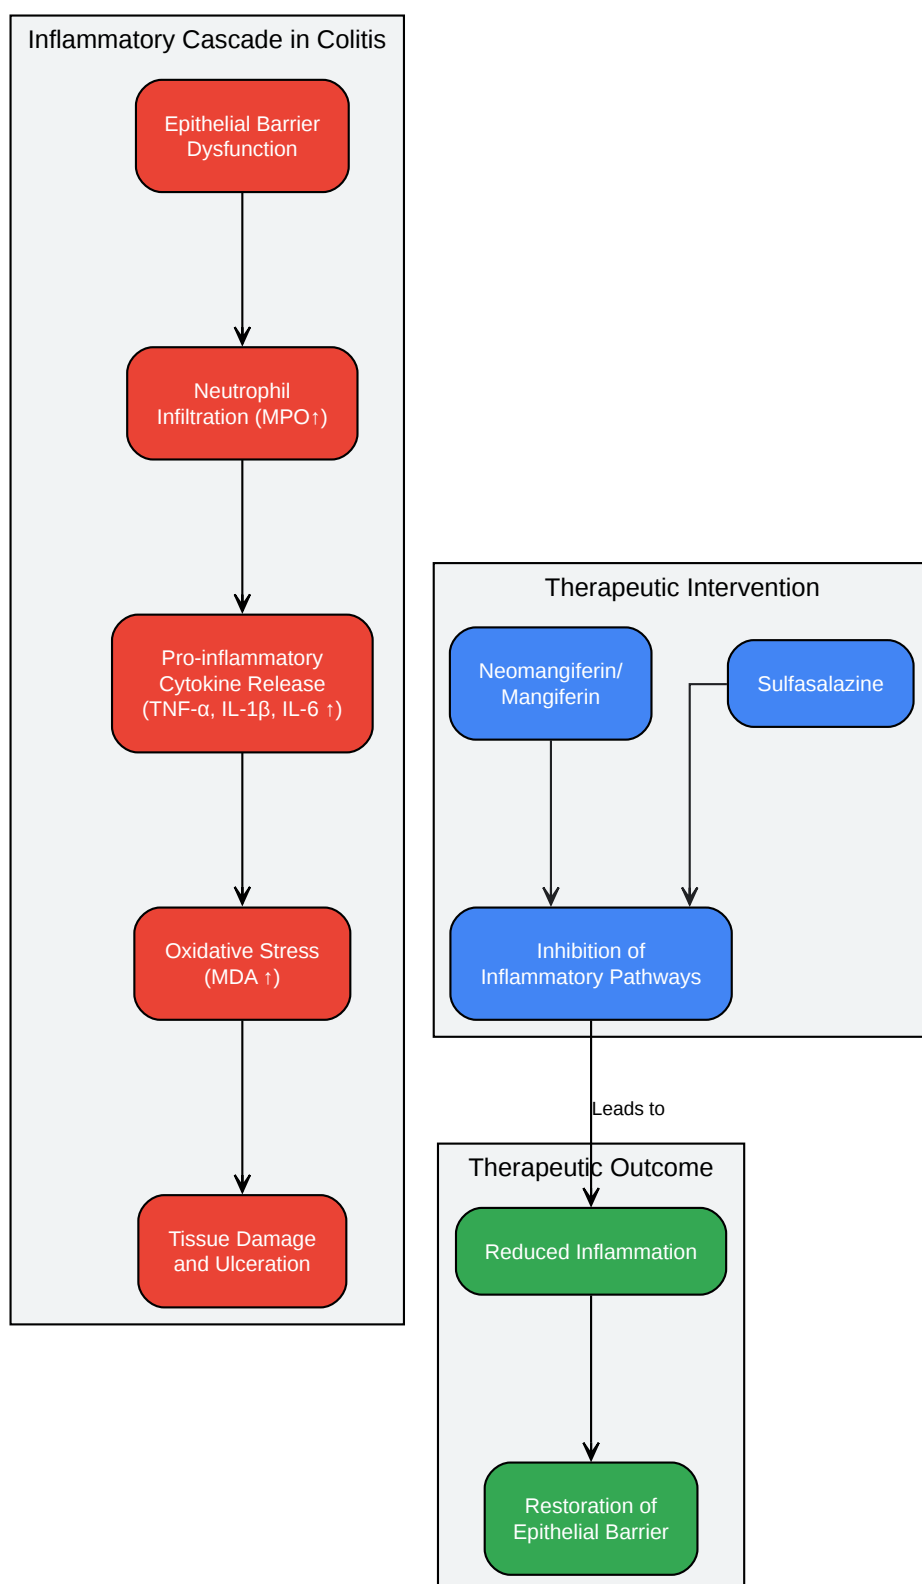 Inflammatory Cascade in Colitis
Epithelial Barrier
Dysfunction
Neutrophil
Infiltration (MPO↑)
Pro-inflammatory
Cytokine Release
(TNF-α, IL-1β, IL-6 ↑)
Oxidative Stress
(MDA ↑)
Tissue Damage
and Ulceration
Therapeutic Intervention
Neomangiferin/
Mangiferin
Sulfasalazine
Inhibition of
Inflammatory Pathways
Leads to
Therapeutic Outcome
Reduced Inflammation
Restoration of
Epithelial Barrier